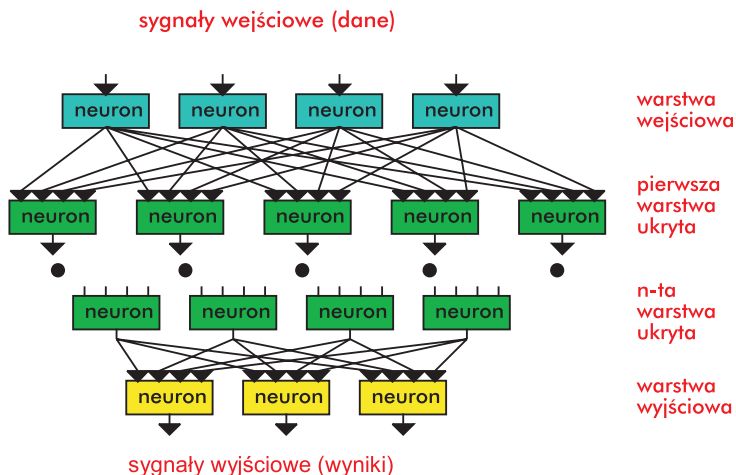 sygnały wejściowe (dane)
neuron neuron neuron neuron
warstwa
wejściowa
neuron neuron neuron neuron neuron
pierwsza
warstwa
ukryta
neuron neuron neuron neuron
n-ta
warstwa
ukryta
neuron neuron neuron
warstwa
wyjściowa
sygnały wyjściowe (wyniki)